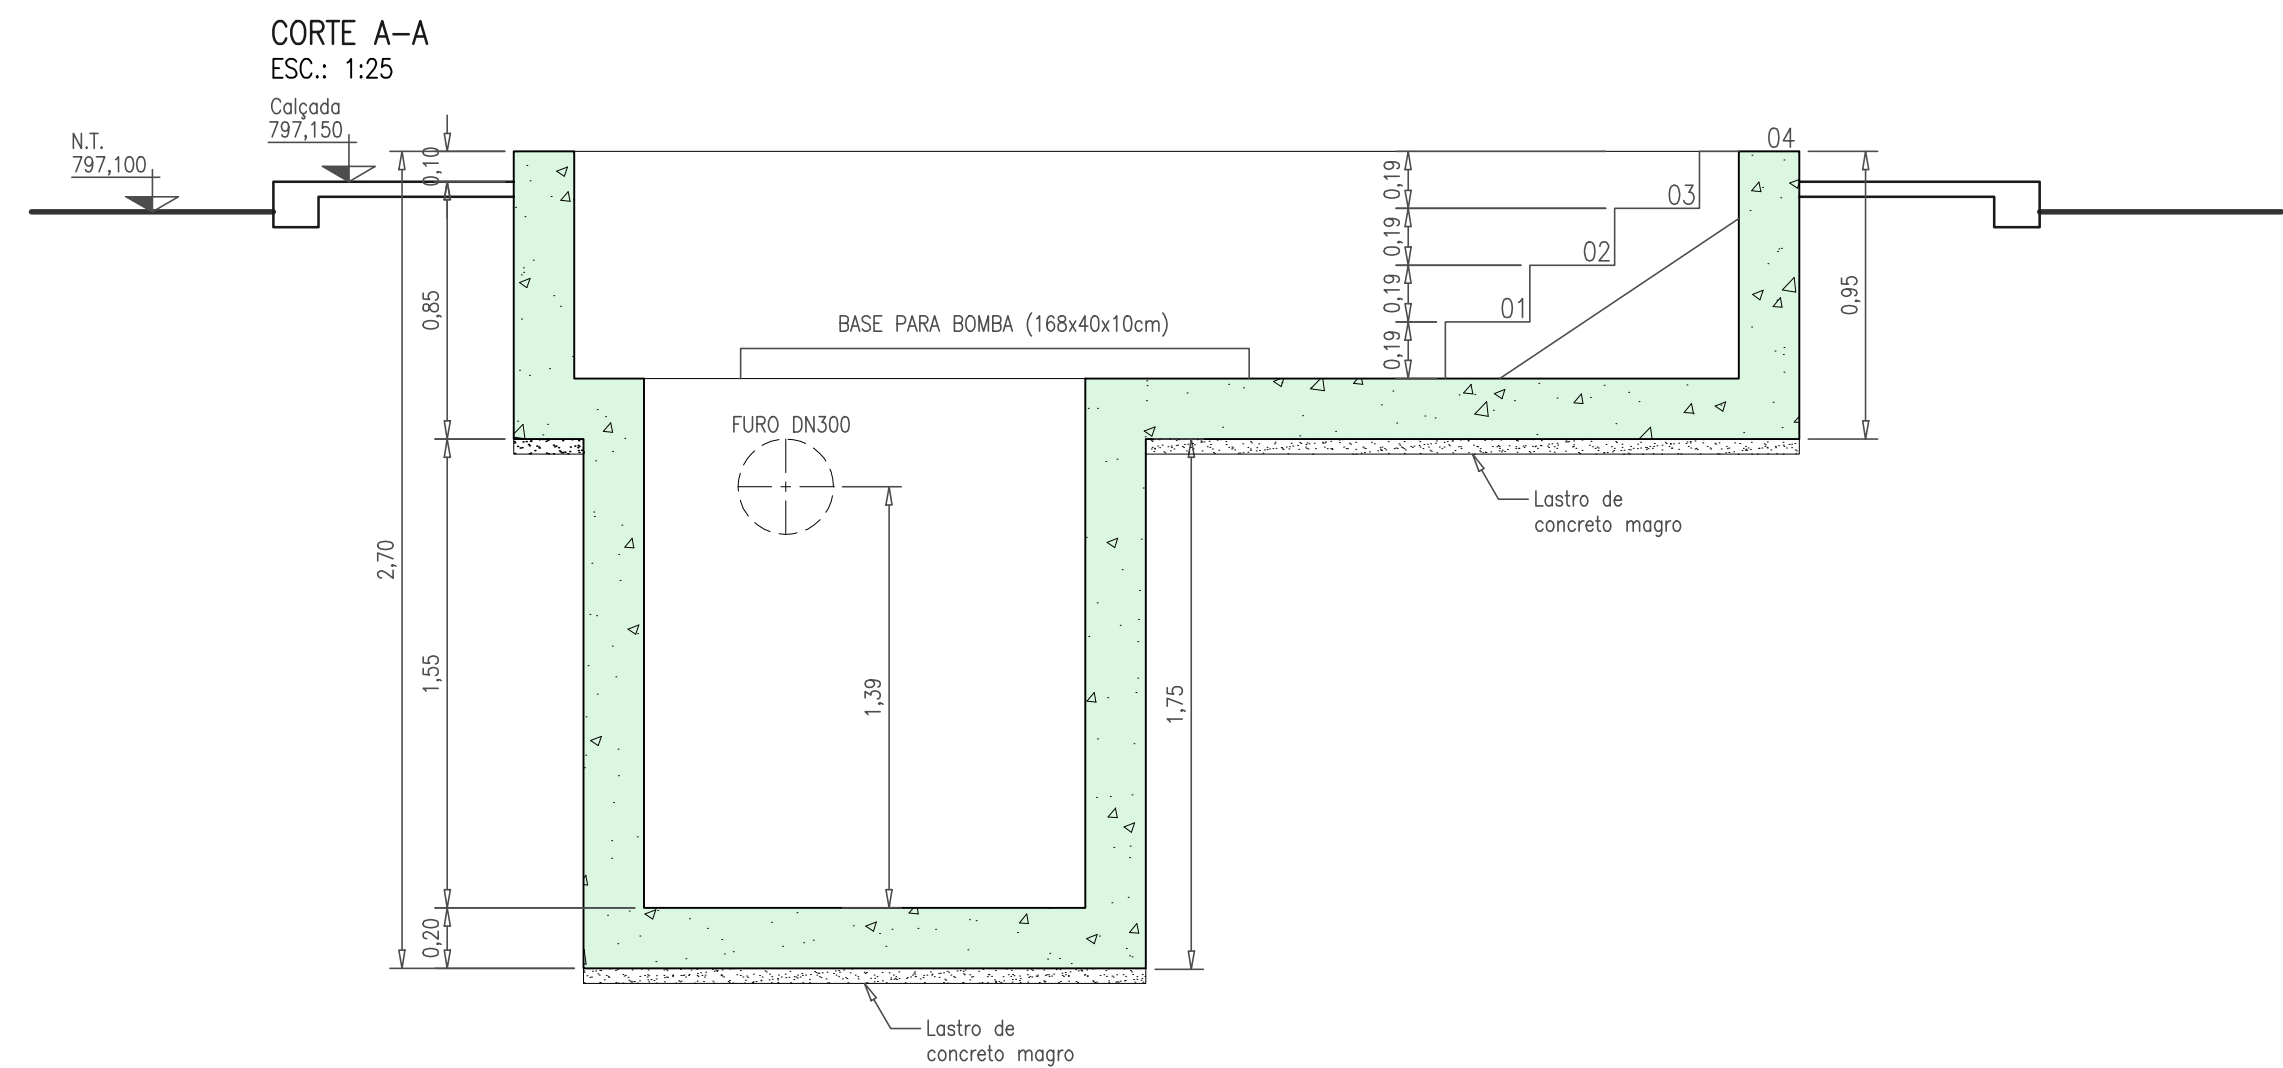 CORTE A-A
ESC.: 1:25
Calçada
797,150
N.T.
797,100
0,10
04
0,19
03
0,19
02
0,19
01
0,19
0,85
0,95
BASE PARA BOMBA (168x40x10cm)
FURO DN300
Lastro de
concreto magro
2,70
1,55
1,39
1,75
0,20
Lastro de
concreto magro